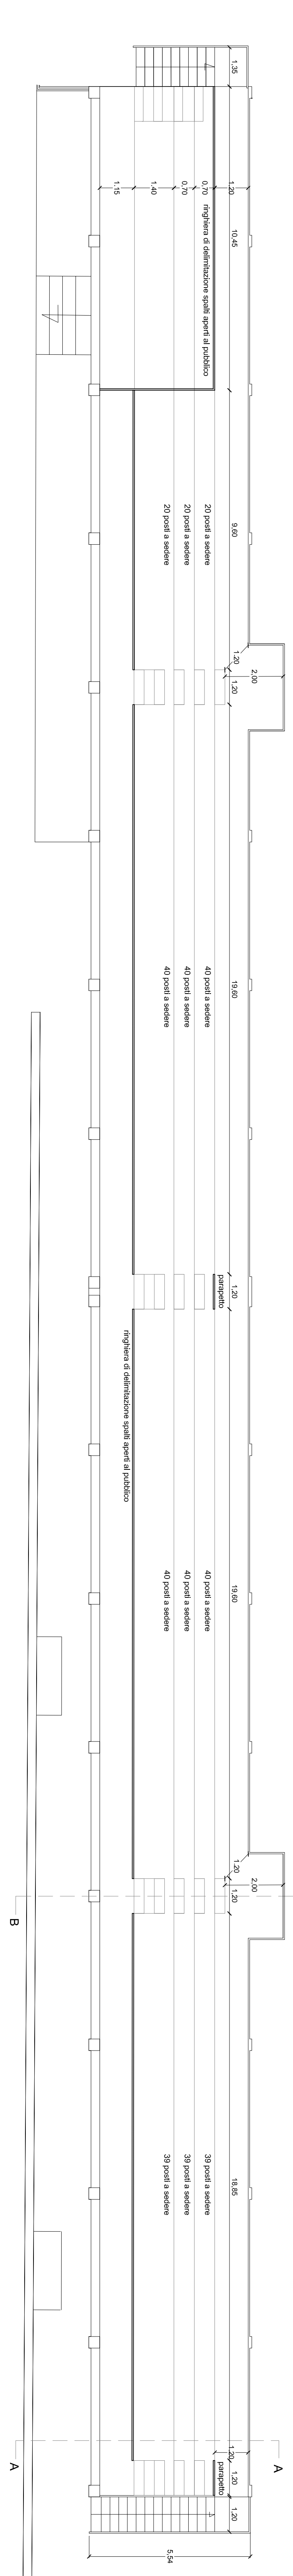 1,35
1,15
1,40
0,70
0,70
1,20
10,45
ringhiera di delimitazione spalti aperti al pubblico
9,60
20 posti a sedere
20 posti a sedere
20 posti a sedere
1,20
1,20
2,00
19,60
40 posti a sedere
40 posti a sedere
40 posti a sedere
1,20
parapetto
ringhiera di delimitazione spalti aperti al pubblico
19,60
40 posti a sedere
40 posti a sedere
40 posti a sedere
1,20
1,20
2,00
B
18,85
39 posti a sedere
39 posti a sedere
39 posti a sedere
1,20
1,20
parapetto
A
A
1,20
5,54